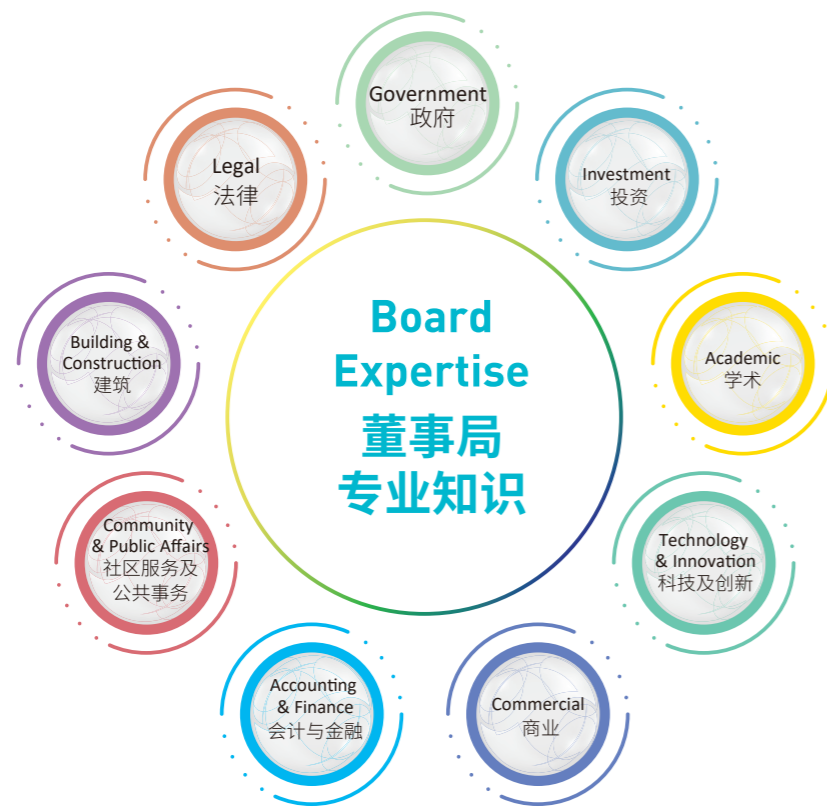 Board
Expertise
董事局
专业知识
Government
政府
Investment
投资
Academic
学术
Technology
& Innovation
科技及创新
Commercial
商业
Accounting
& Finance
会计与金融
Community
& Public Affairs
社区服务及
公共事务
Building &
Construction
建筑
Legal
法律